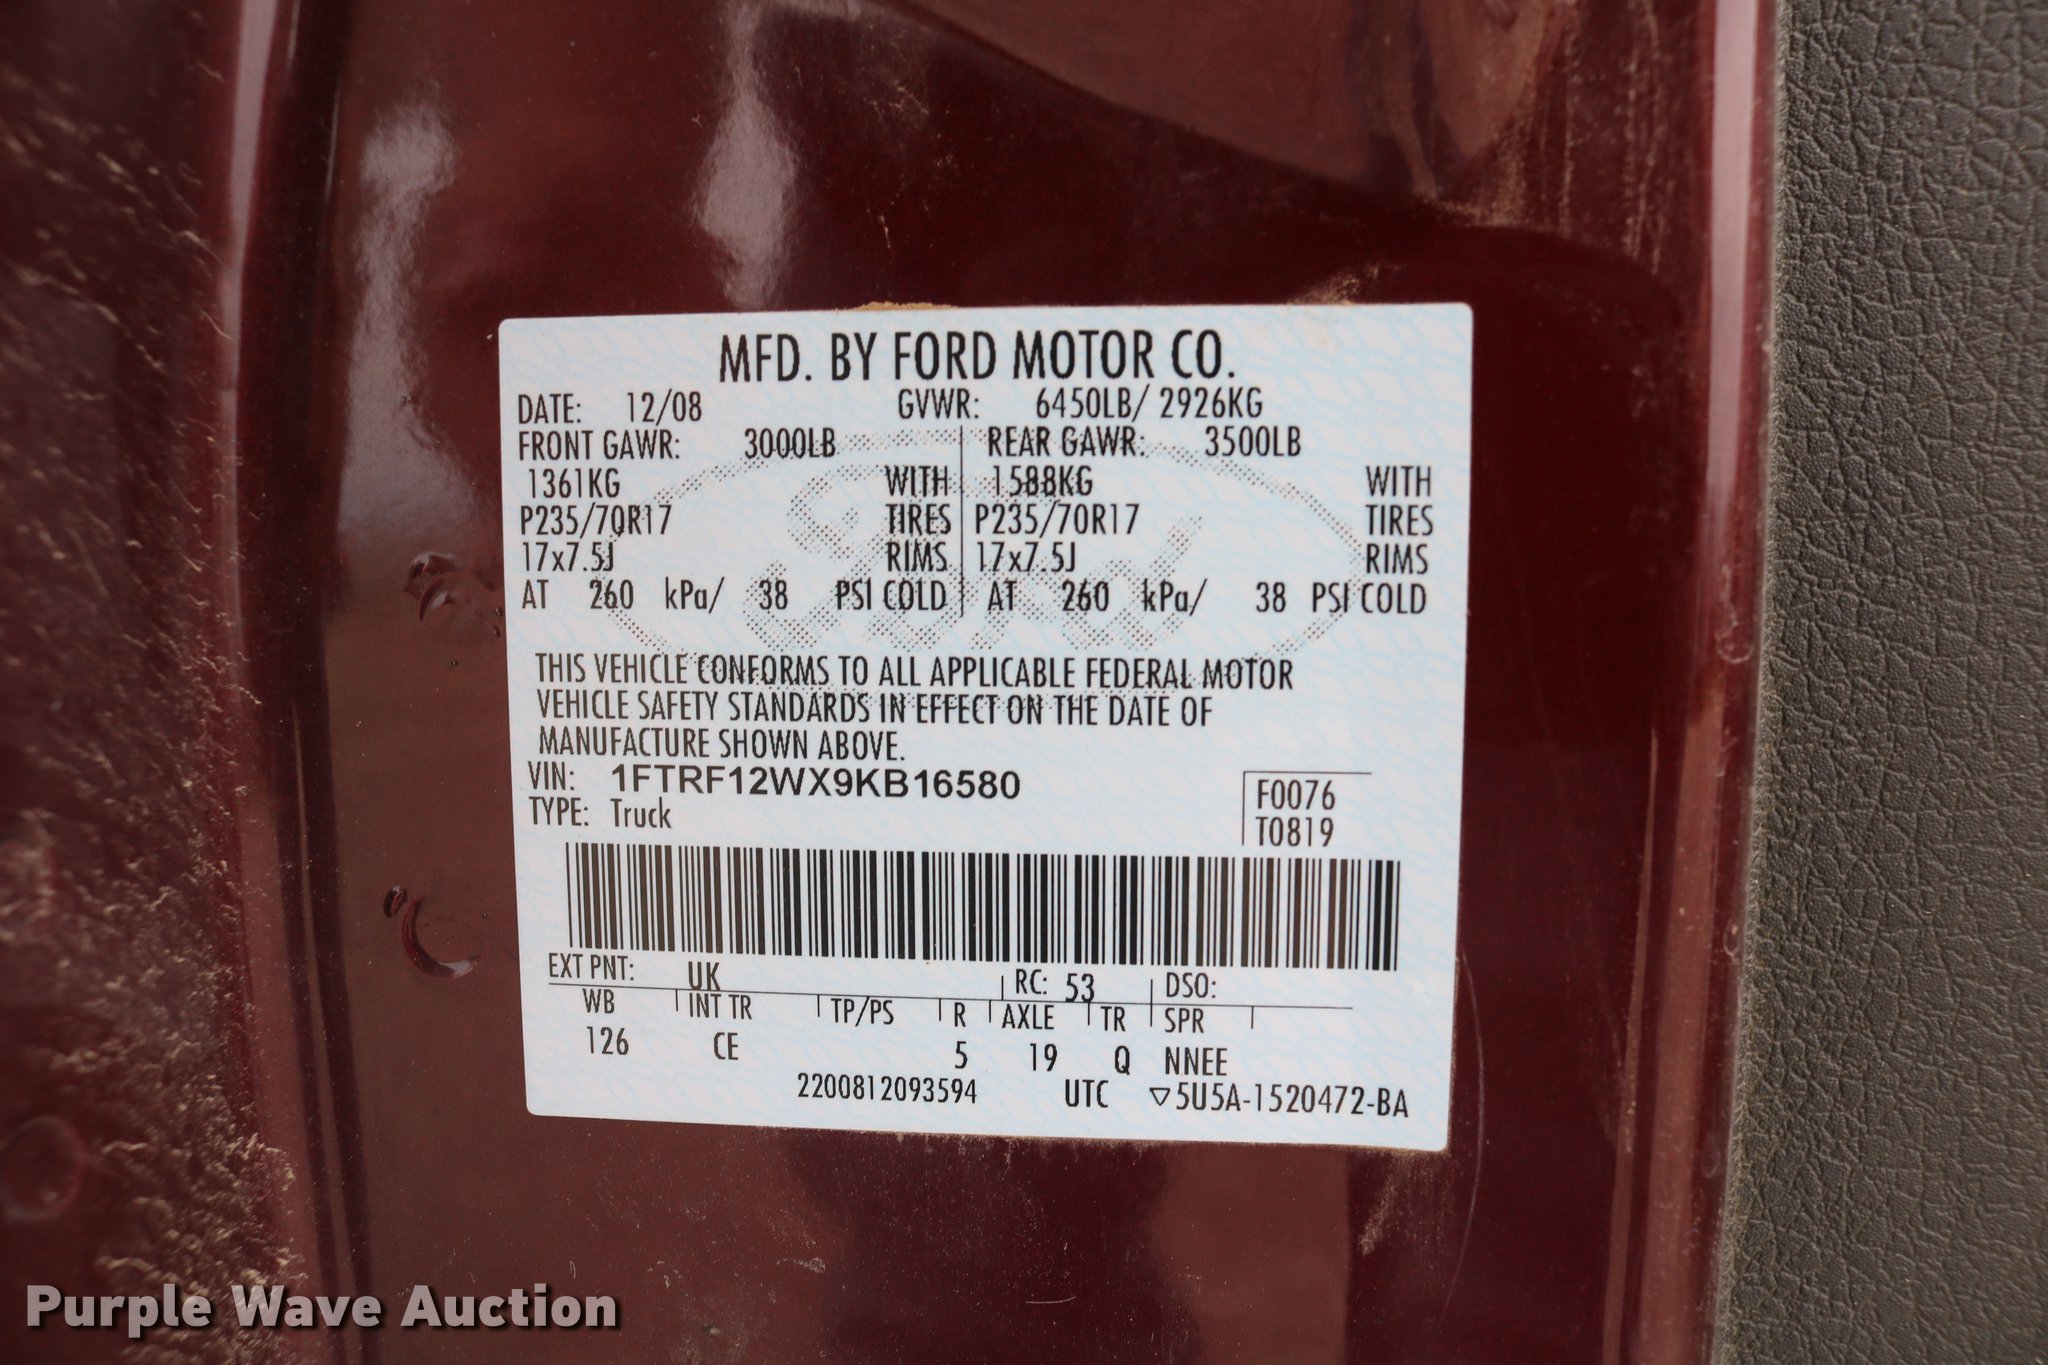 MFD. BY FORD MOTOR CO.
DATE: 12/08 GVWR: 6450LB/ 2926KG
FRONT GAWR: 3000LB REAR GAWR: 3500LB
1361KG WITH 1588KG WITH
P235/70R17 TIRES P235/70R17 TIRES
17x7.5J RIMS 17x7.5J RIMS
AT 260 kPa/ 38 PSI COLD AT 260 kPa/ 38 PSI COLD
Ford
THIS VEHICLE CONFORMS TO ALL APPLICABLE FEDERAL MOTOR
VEHICLE SAFETY STANDARDS IN EFFECT ON THE DATE OF
MANUFACTURE SHOWN ABOVE.
VIN: 1FTRF12WX9KB16580
F0076
TYPE: Truck
T0819
EXT PNT: UK RC: 53 DSO:
WB INT TR TP/PS R AXLE TR SPR
126 CE 5 19 Q NNEE
2200812093594 UTC ▽5U5A-1520472-BA
Purple Wave Auction